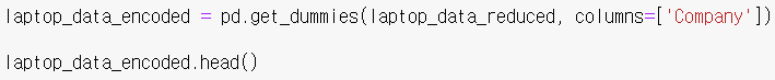 laptop_data_encoded = pd.get_dummies(laptop_data_reduced, columns=['Company'])
laptop_data_encoded.head()